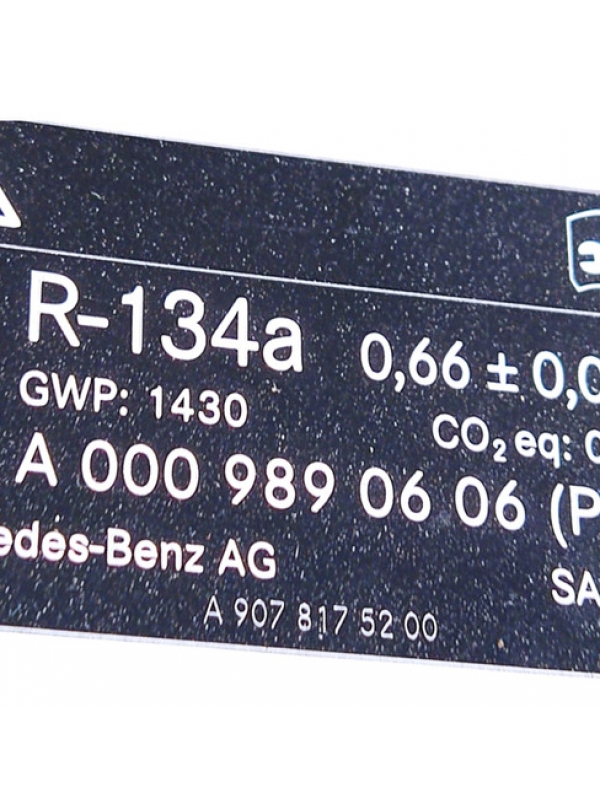 R-134a 0,66 ± 0,0
GWP: 1430 CO₂ eq: 0
A 000 989 06 06 (P
edes-Benz AG SA
A 907 817 52 00